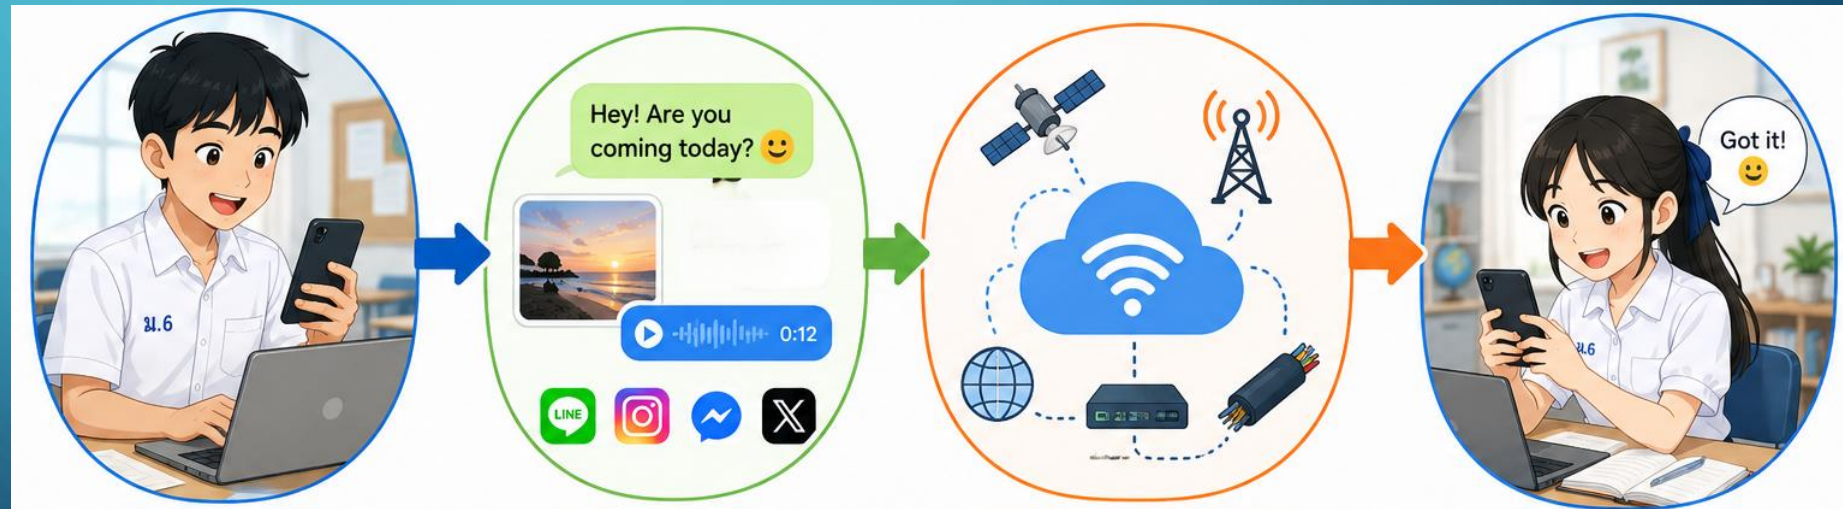 ม.6
Hey! Are you
coming today? 🙂
0:12
LINE
Got it!
🙂
ม.6